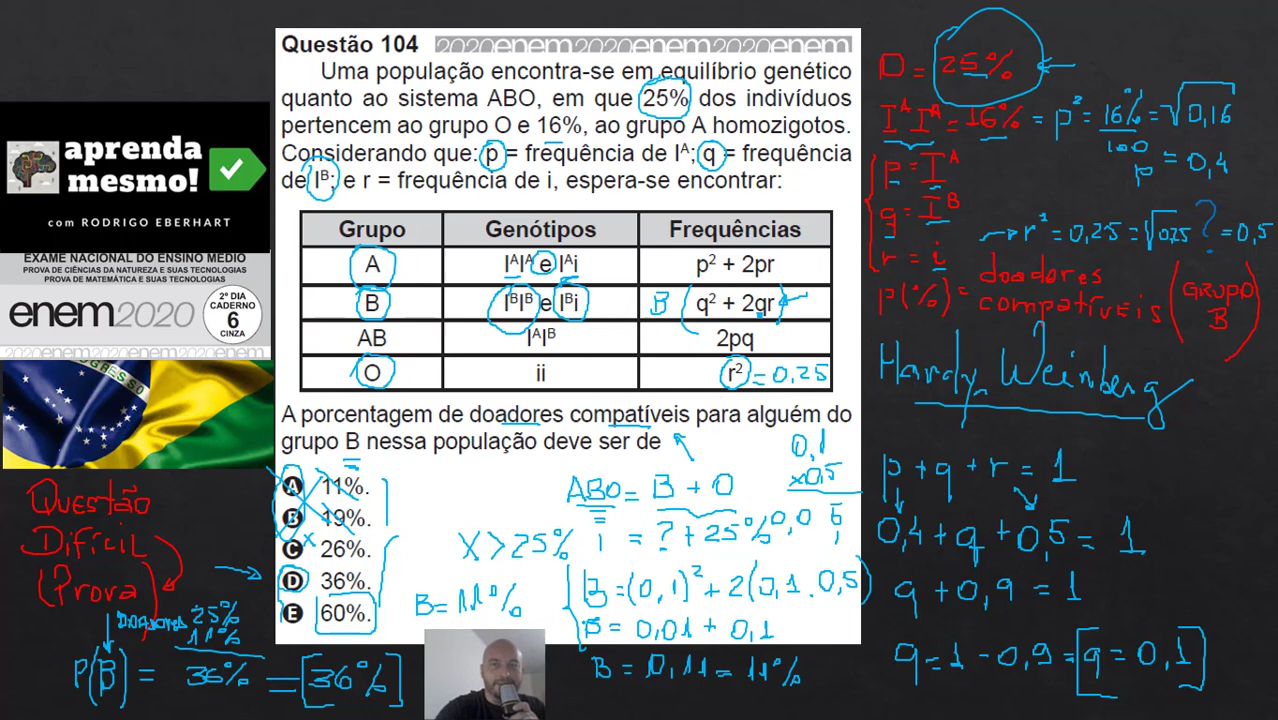 aprenda
mesmo!
com RODRIGO EBERHART
EXAME NACIONAL DO ENSINO MÉDIO
PROVA DE CIÊNCIAS DA NATUREZA E SUAS TECNOLOGIAS
PROVA DE MATEMÁTICA E SUAS TECNOLOGIAS
enem2020
2º DIA
CADERNO
6
CINZA
Questão 104 2020enem2020enem2020enem
Uma população encontra-se em equilíbrio genético
quanto ao sistema ABO, em que 25% dos indivíduos
pertencem ao grupo O e 16%, ao grupo A homozigotos.
Considerando que: p = frequência de Iᴬ; q = frequência
de Iᴮ; e r = frequência de i, espera-se encontrar:
Grupo Genótipos Frequências
A IᴬIᴬ e Iᴬi p² + 2pr
B IᴮIᴮ e Iᴮi B (q² + 2qr)
AB IᴬIᴮ 2pq
O ii r² = 0,25
A porcentagem de doadores compatíveis para alguém do
grupo B nessa população deve ser de
A 11%.
B 19%.
C 26%.
D 36%.
E 60%.
ABO = B + O
= ? + 25%
X > 25%
0,1
x0,5
0,05
B = 11%
B = (0,1)² + 2(0,1.0,5)
B = 0,01 + 0,1
B = 0,11 = 11%
QUESTÃO
Difícil
(Prova)
DOADORES 25%
11%
P(B) = 36% = [36%]
O = 25%
IᴬIᴬ = 16% = p² = 16% = √0,16
100
p = 0,4
p = Iᴬ
q = Iᴮ
r = i
r² = 0,25 = √0,25 = 0,5
?
p(%) = doadores
compatíveis (GRUPO
B)
Hardy Weinberg
p + q + r = 1
0,4 + q + 0,5 = 1
q + 0,9 = 1
q = 1 - 0,9 = [q = 0,1]